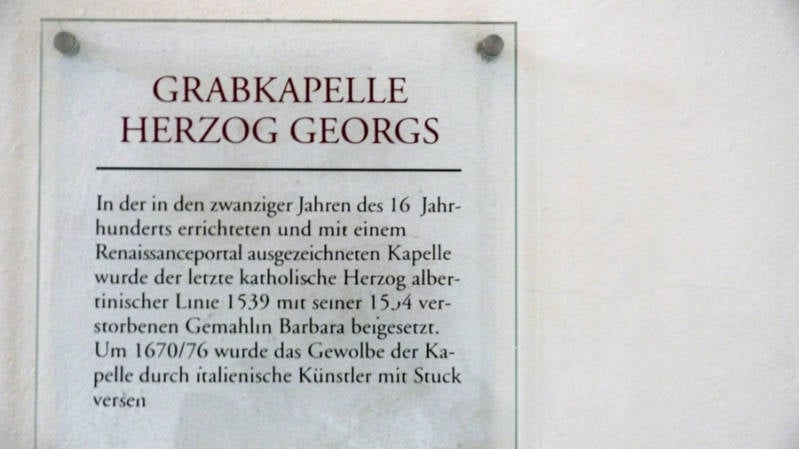 GRABKAPELLE
HERZOG GEORGS
In der in den zwanziger Jahren des 16 Jahr-
hunderts errichteten und mit einem
Renaissanceportal ausgezeichneten Kapelle
wurde der letzte katholische Herzog alber-
tinischer Linie 1539 mit seiner ver-
storbenen Gemahlin Barbara beigesetzt.
Um 1670/76 wurde das Gewolbe der Ka-
pelle durch italienische Künstler mit Stuck
versen